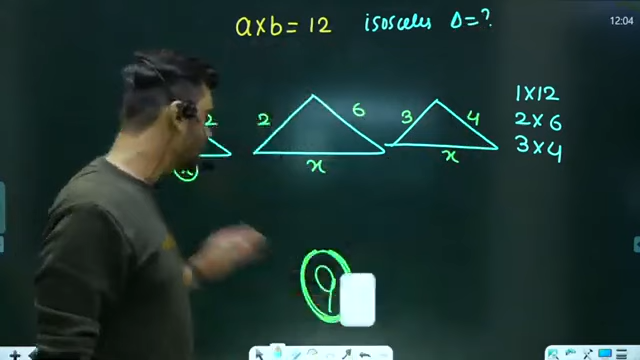 a x b = 12 isosceles Δ = ?
12:04
2 2 6 3 4
x x x
1 x 12
2 x 6
3 x 4
9